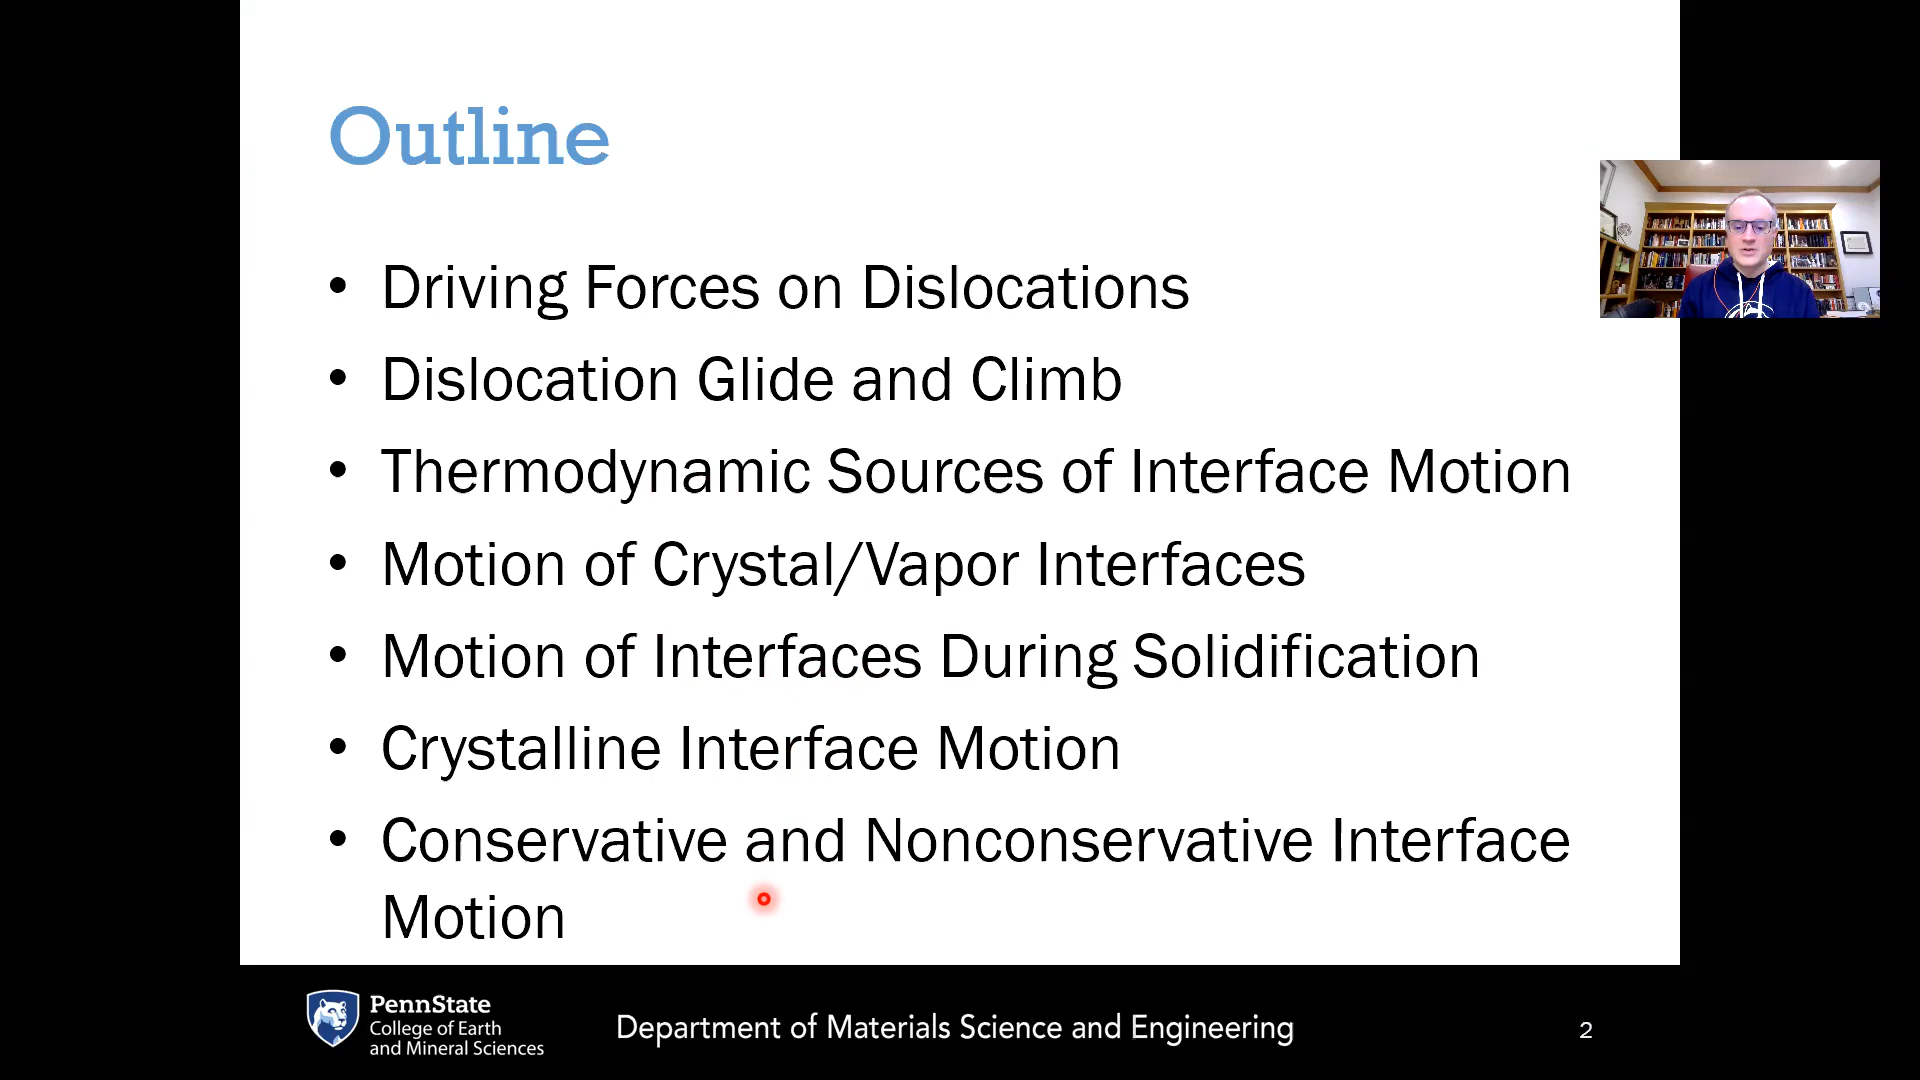 Outline
• Driving Forces on Dislocations
• Dislocation Glide and Climb
• Thermodynamic Sources of Interface Motion
• Motion of Crystal/Vapor Interfaces
• Motion of Interfaces During Solidification
• Crystalline Interface Motion
• Conservative and Nonconservative Interface
Motion
PennState
College of Earth
and Mineral Sciences
Department of Materials Science and Engineering
2